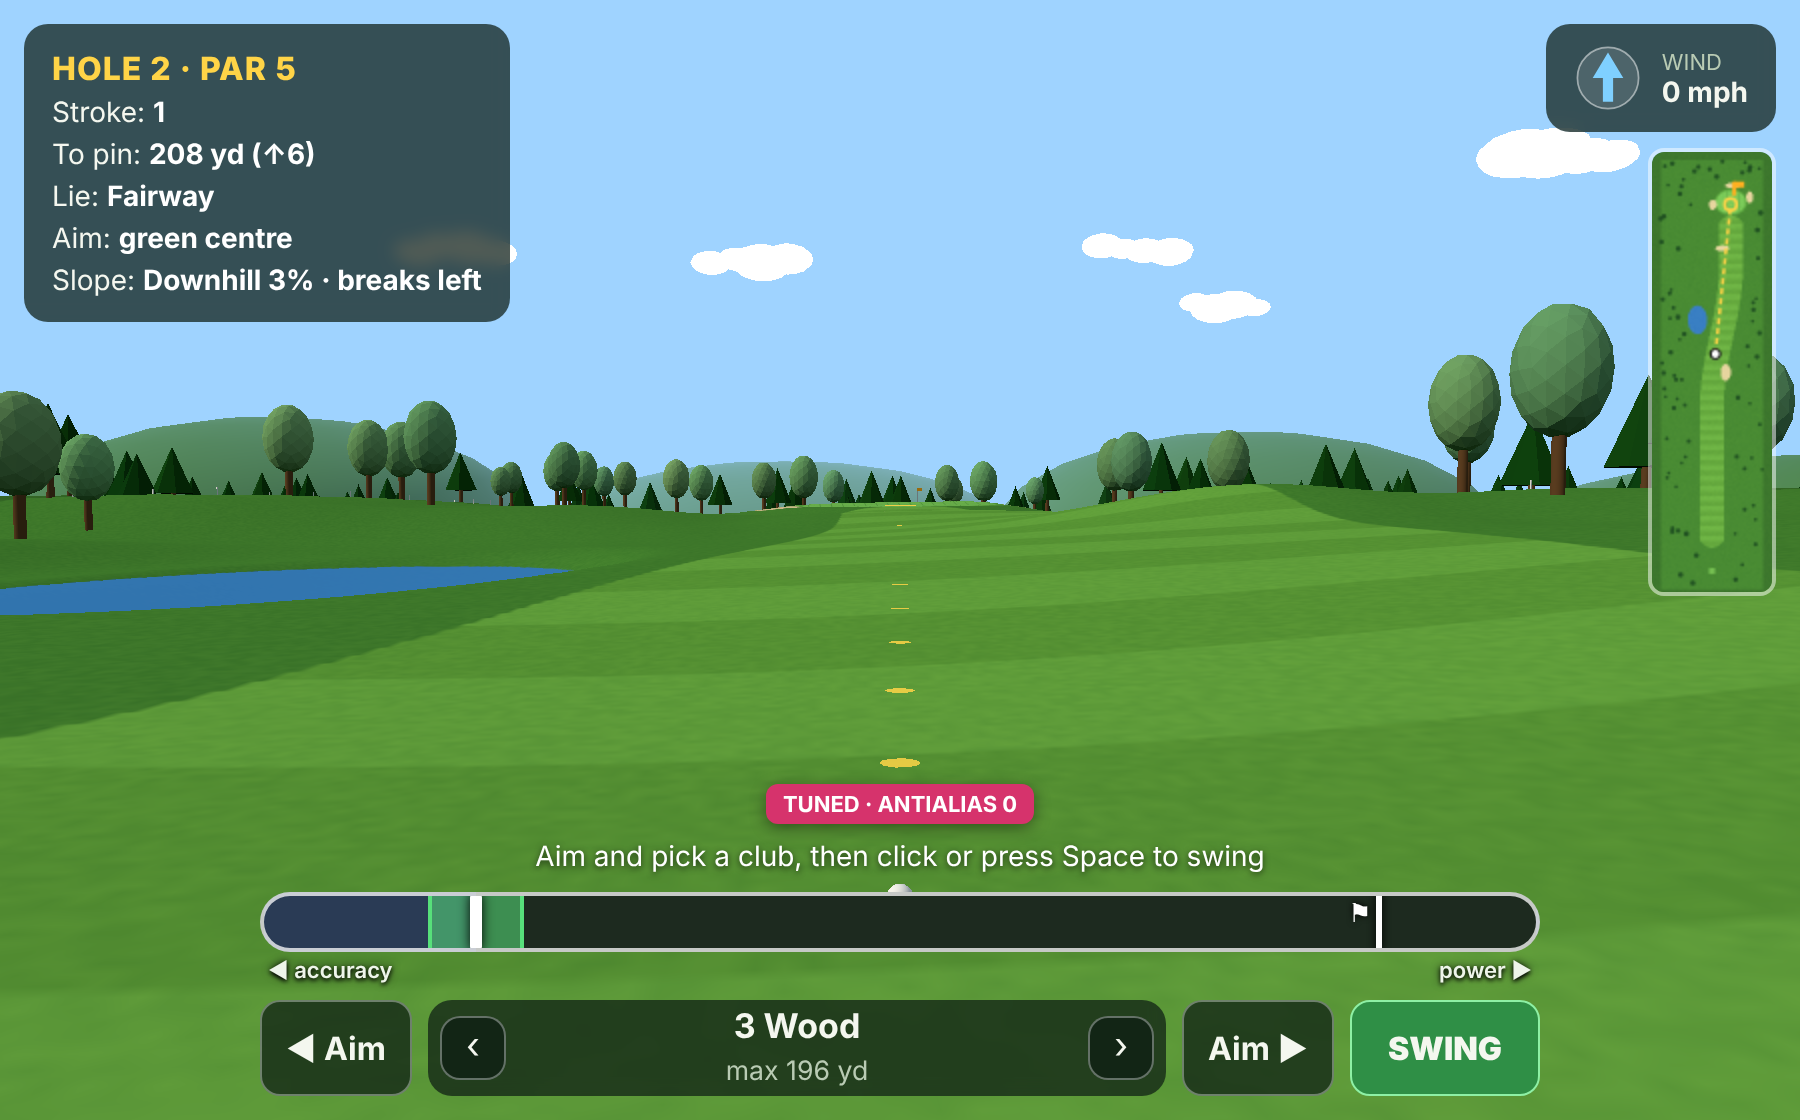 HOLE 2 · PAR 5
Stroke: 1
To pin: 208 yd (↑6)
Lie: Fairway
Aim: green centre
Slope: Downhill 3% · breaks left
WIND
0 mph
TUNED · ANTIALIAS 0
Aim and pick a club, then click or press Space to swing
◀ accuracy
power ▶
◀ Aim
‹
3 Wood
max 196 yd
›
Aim ▶
SWING